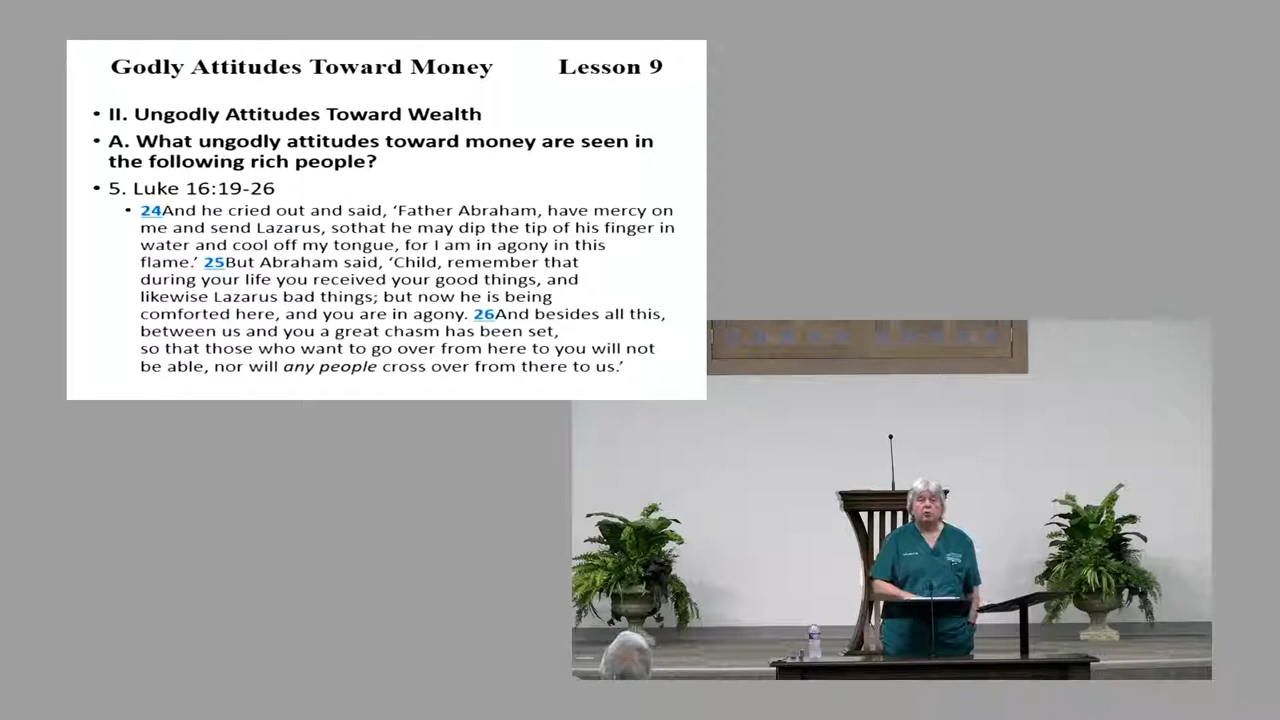 Godly Attitudes Toward Money Lesson 9
• II. Ungodly Attitudes Toward Wealth
• A. What ungodly attitudes toward money are seen in
the following rich people?
• 5. Luke 16:19-26
• 24And he cried out and said, ‘Father Abraham, have mercy on
me and send Lazarus, sothat he may dip the tip of his finger in
water and cool off my tongue, for I am in agony in this
flame.’ 25But Abraham said, ‘Child, remember that
during your life you received your good things, and
likewise Lazarus bad things; but now he is being
comforted here, and you are in agony. 26And besides all this,
between us and you a great chasm has been set,
so that those who want to go over from here to you will not
be able, nor will any people cross over from there to us.’